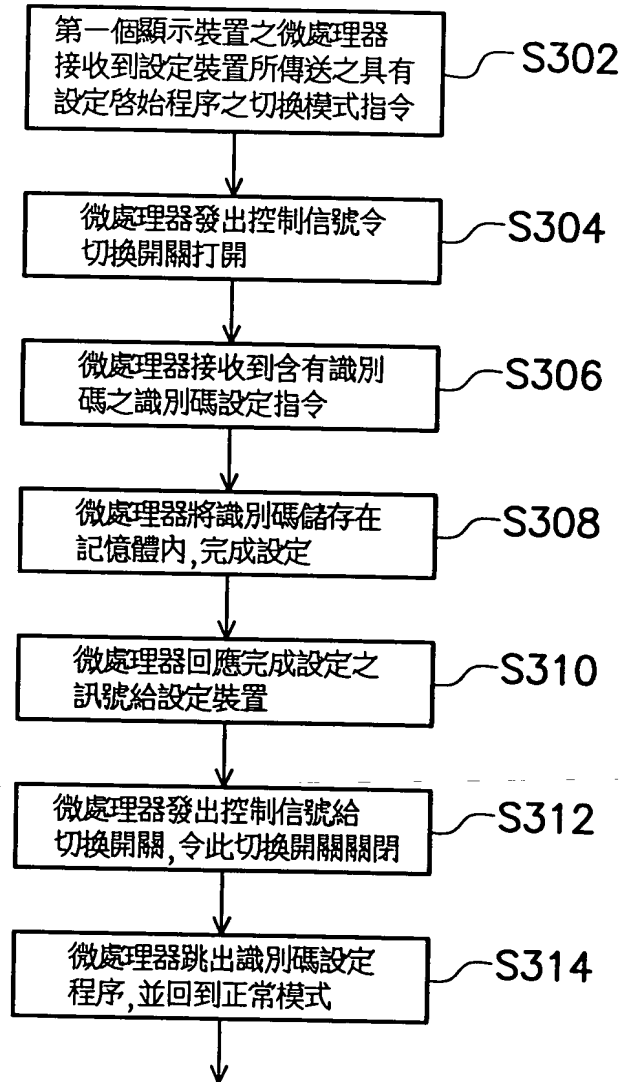 第一個顯示裝置之微處理器
接收到設定裝置所傳送之具有
設定啓始程序之切換模式指令
S302
微處理器發出控制信號令
切換開關打開
S304
微處理器接收到含有識別
碼之識別碼設定指令
S306
微處理器將識別碼儲存在
記憶體內,完成設定
S308
微處理器回應完成設定之
訊號給設定裝置
S310
微處理器發出控制信號給
切換開關,令此切換開關關閉
S312
微處理器跳出識別碼設定
程序,並回到正常模式
S314